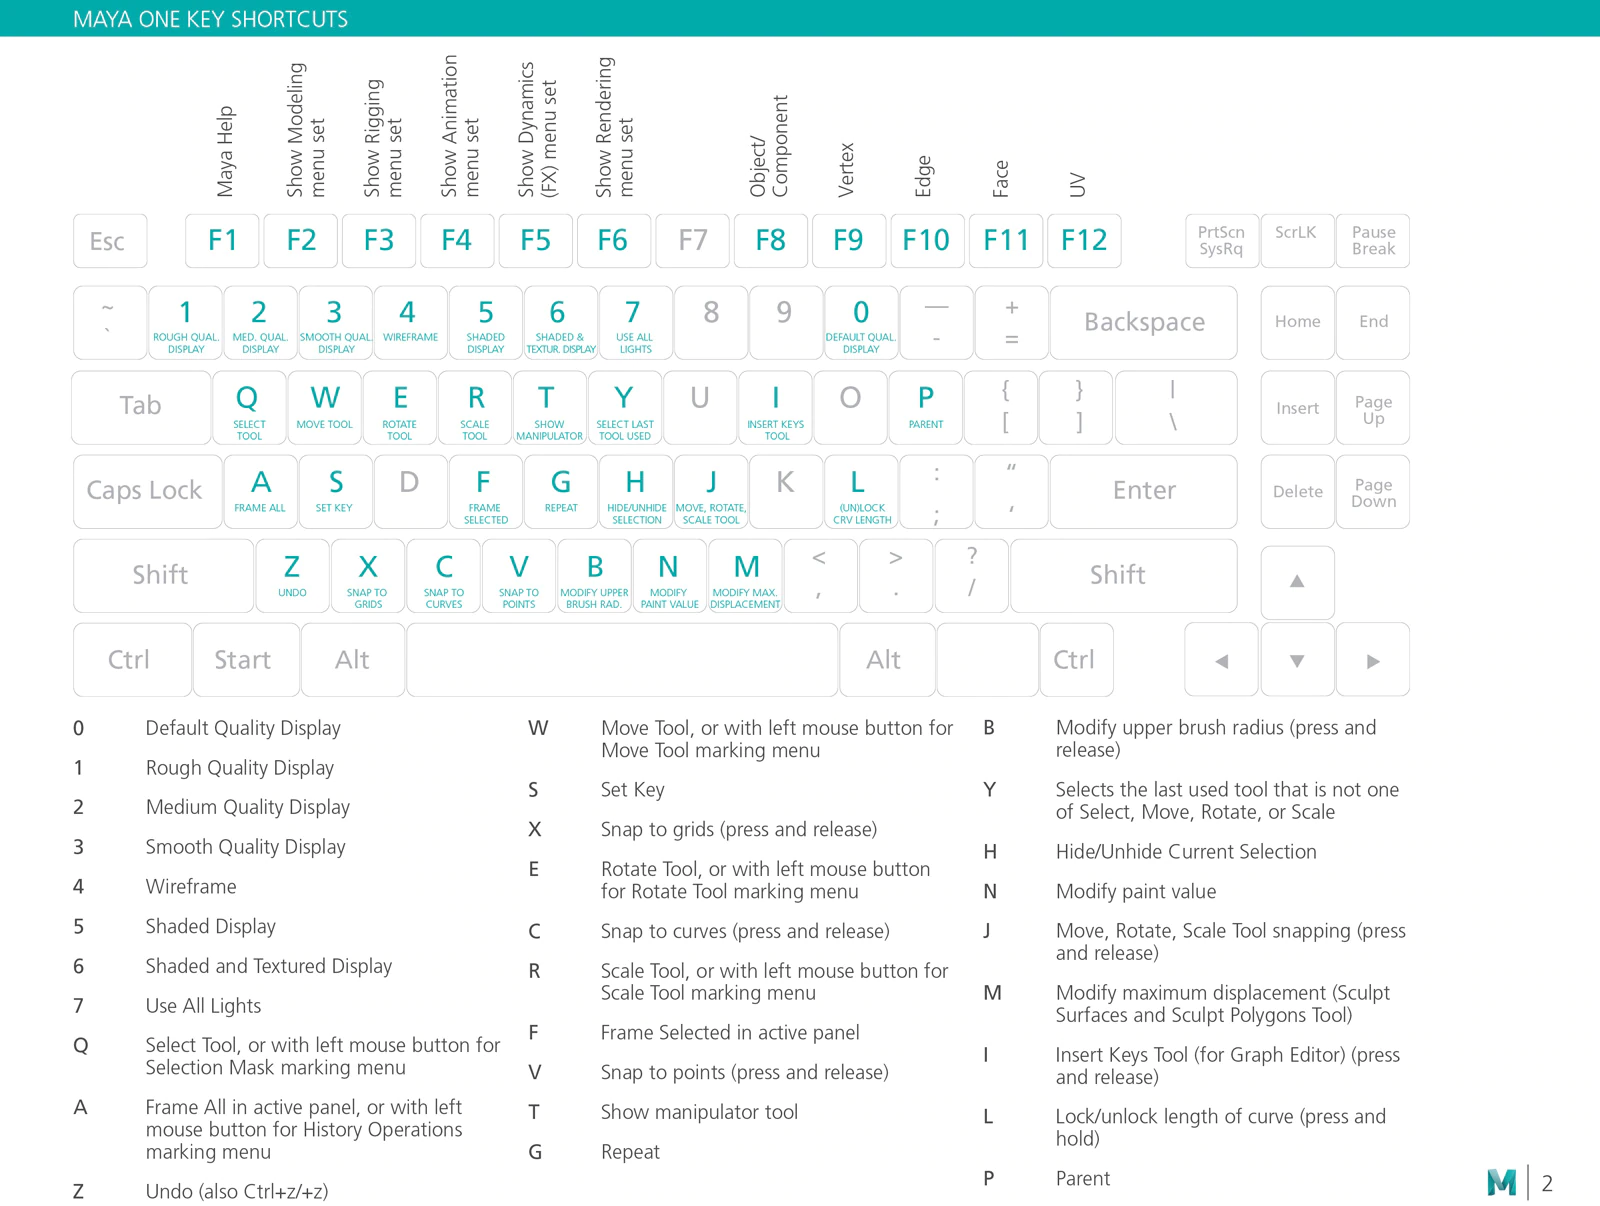 MAYA ONE KEY SHORTCUTS
Maya Help
Show Modeling
menu set
Show Rigging
menu set
Show Animation
menu set
Show Dynamics
(FX) menu set
Show Rendering
menu set
Object/
Component
Vertex
Edge
Face
UV
Esc
F1
F2
F3
F4
F5
F6
F7
F8
F9
F10
F11
F12
PrtScn
SysRq
ScrLK
Pause
Break
~
`
1
ROUGH QUAL.
DISPLAY
2
MED. QUAL.
DISPLAY
3
SMOOTH QUAL.
DISPLAY
4
WIREFRAME
5
SHADED
DISPLAY
6
SHADED &
TEXTUR. DISPLAY
7
USE ALL
LIGHTS
8
9
0
DEFAULT QUAL.
DISPLAY
—
-
+
=
Backspace
Home
End
Tab
Q
SELECT
TOOL
W
MOVE TOOL
E
ROTATE
TOOL
R
SCALE
TOOL
T
SHOW
MANIPULATOR
Y
SELECT LAST
TOOL USED
U
I
INSERT KEYS
TOOL
O
P
PARENT
{
[
}
]
|
\
Insert
Page
Up
Caps Lock
A
FRAME ALL
S
SET KEY
D
F
FRAME
SELECTED
G
REPEAT
H
HIDE/UNHIDE
SELECTION
J
MOVE, ROTATE,
SCALE TOOL
K
L
(UN)LOCK
CRV LENGTH
:
;
“
‘
Enter
Delete
Page
Down
Shift
Z
UNDO
X
SNAP TO
GRIDS
C
SNAP TO
CURVES
V
SNAP TO
POINTS
B
MODIFY UPPER
BRUSH RAD.
N
MODIFY
PAINT VALUE
M
MODIFY MAX.
DISPLACEMENT
<
,
>
.
?
/
Shift
▲
Ctrl
Start
Alt
Alt
Ctrl
◀
▼
▶
0 Default Quality Display
1 Rough Quality Display
2 Medium Quality Display
3 Smooth Quality Display
4 Wireframe
5 Shaded Display
6 Shaded and Textured Display
7 Use All Lights
Q Select Tool, or with left mouse button for
Selection Mask marking menu
A Frame All in active panel, or with left
mouse button for History Operations
marking menu
Z Undo (also Ctrl+z/+z)
W Move Tool, or with left mouse button for
Move Tool marking menu
S Set Key
X Snap to grids (press and release)
E Rotate Tool, or with left mouse button
for Rotate Tool marking menu
C Snap to curves (press and release)
R Scale Tool, or with left mouse button for
Scale Tool marking menu
F Frame Selected in active panel
V Snap to points (press and release)
T Show manipulator tool
G Repeat
B Modify upper brush radius (press and
release)
Y Selects the last used tool that is not one
of Select, Move, Rotate, or Scale
H Hide/Unhide Current Selection
N Modify paint value
J Move, Rotate, Scale Tool snapping (press
and release)
M Modify maximum displacement (Sculpt
Surfaces and Sculpt Polygons Tool)
I Insert Keys Tool (for Graph Editor) (press
and release)
L Lock/unlock length of curve (press and
hold)
P Parent
M | 2